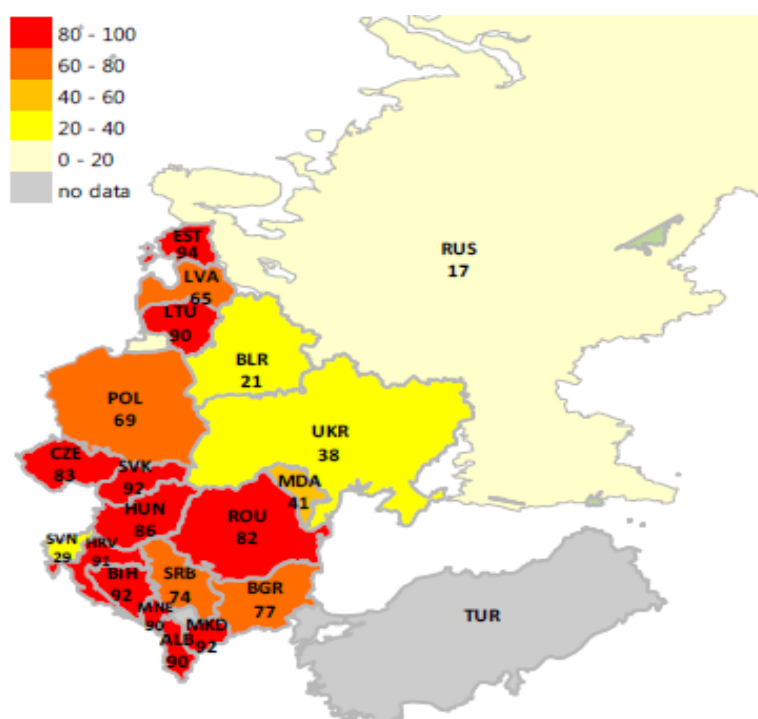 80 - 100
60 - 80
40 - 60
20 - 40
0 - 20
no data
EST
94
LVA
65
LTU
90
RUS
17
BLR
21
POL
69
UKR
38
CZE
83
SVK
92
MDA
41
HUN
86
ROU
82
SVN
29
HRV
91
BIH
92
SRB
74
BGR
77
MNE
90
MKD
92
ALB
90
TUR